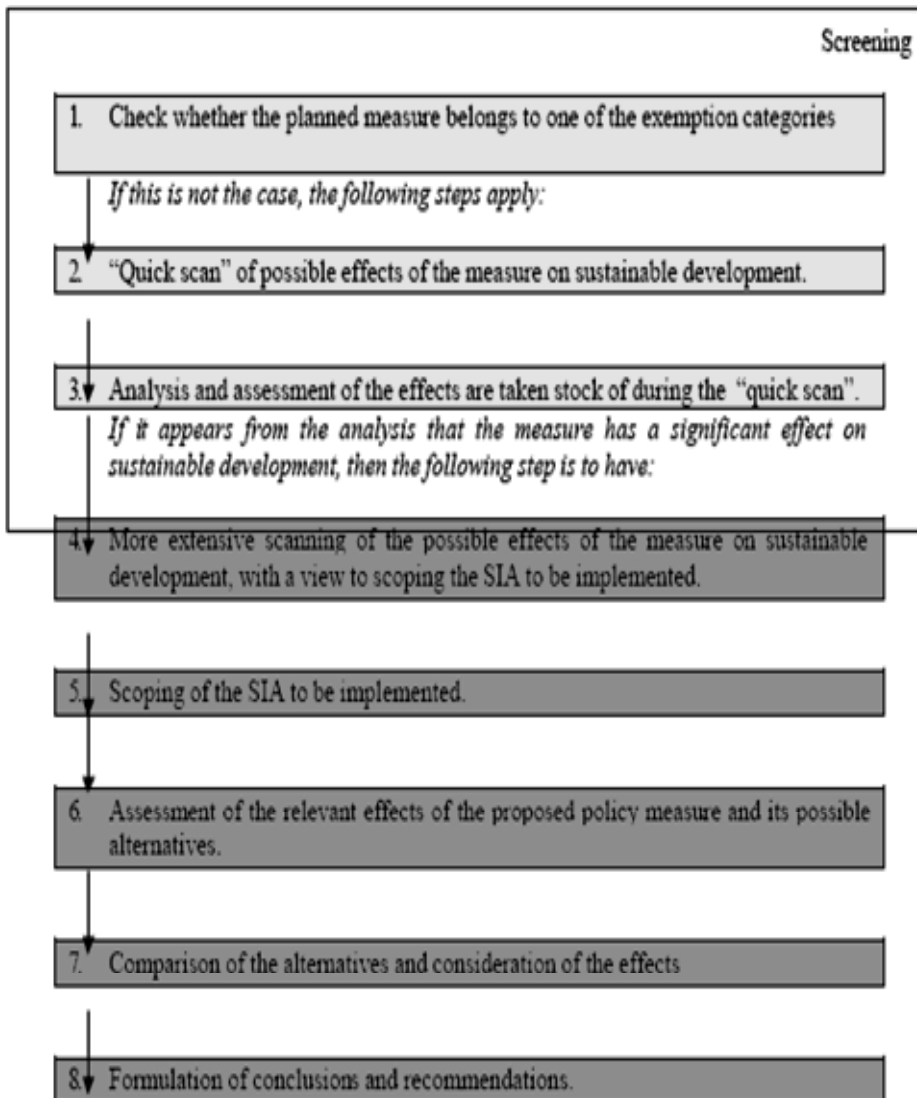 Screening
1. Check whether the planned measure belongs to one of the exemption categories
If this is not the case, the following steps apply:
2. “Quick scan” of possible effects of the measure on sustainable development.
3. Analysis and assessment of the effects are taken stock of during the “quick scan”.
If it appears from the analysis that the measure has a significant effect on
sustainable development, then the following step is to have:
4. More extensive scanning of the possible effects of the measure on sustainable
development, with a view to scoping the SIA to be implemented.
5. Scoping of the SIA to be implemented.
6. Assessment of the relevant effects of the proposed policy measure and its possible
alternatives.
7. Comparison of the alternatives and consideration of the effects
8. Formulation of conclusions and recommendations.